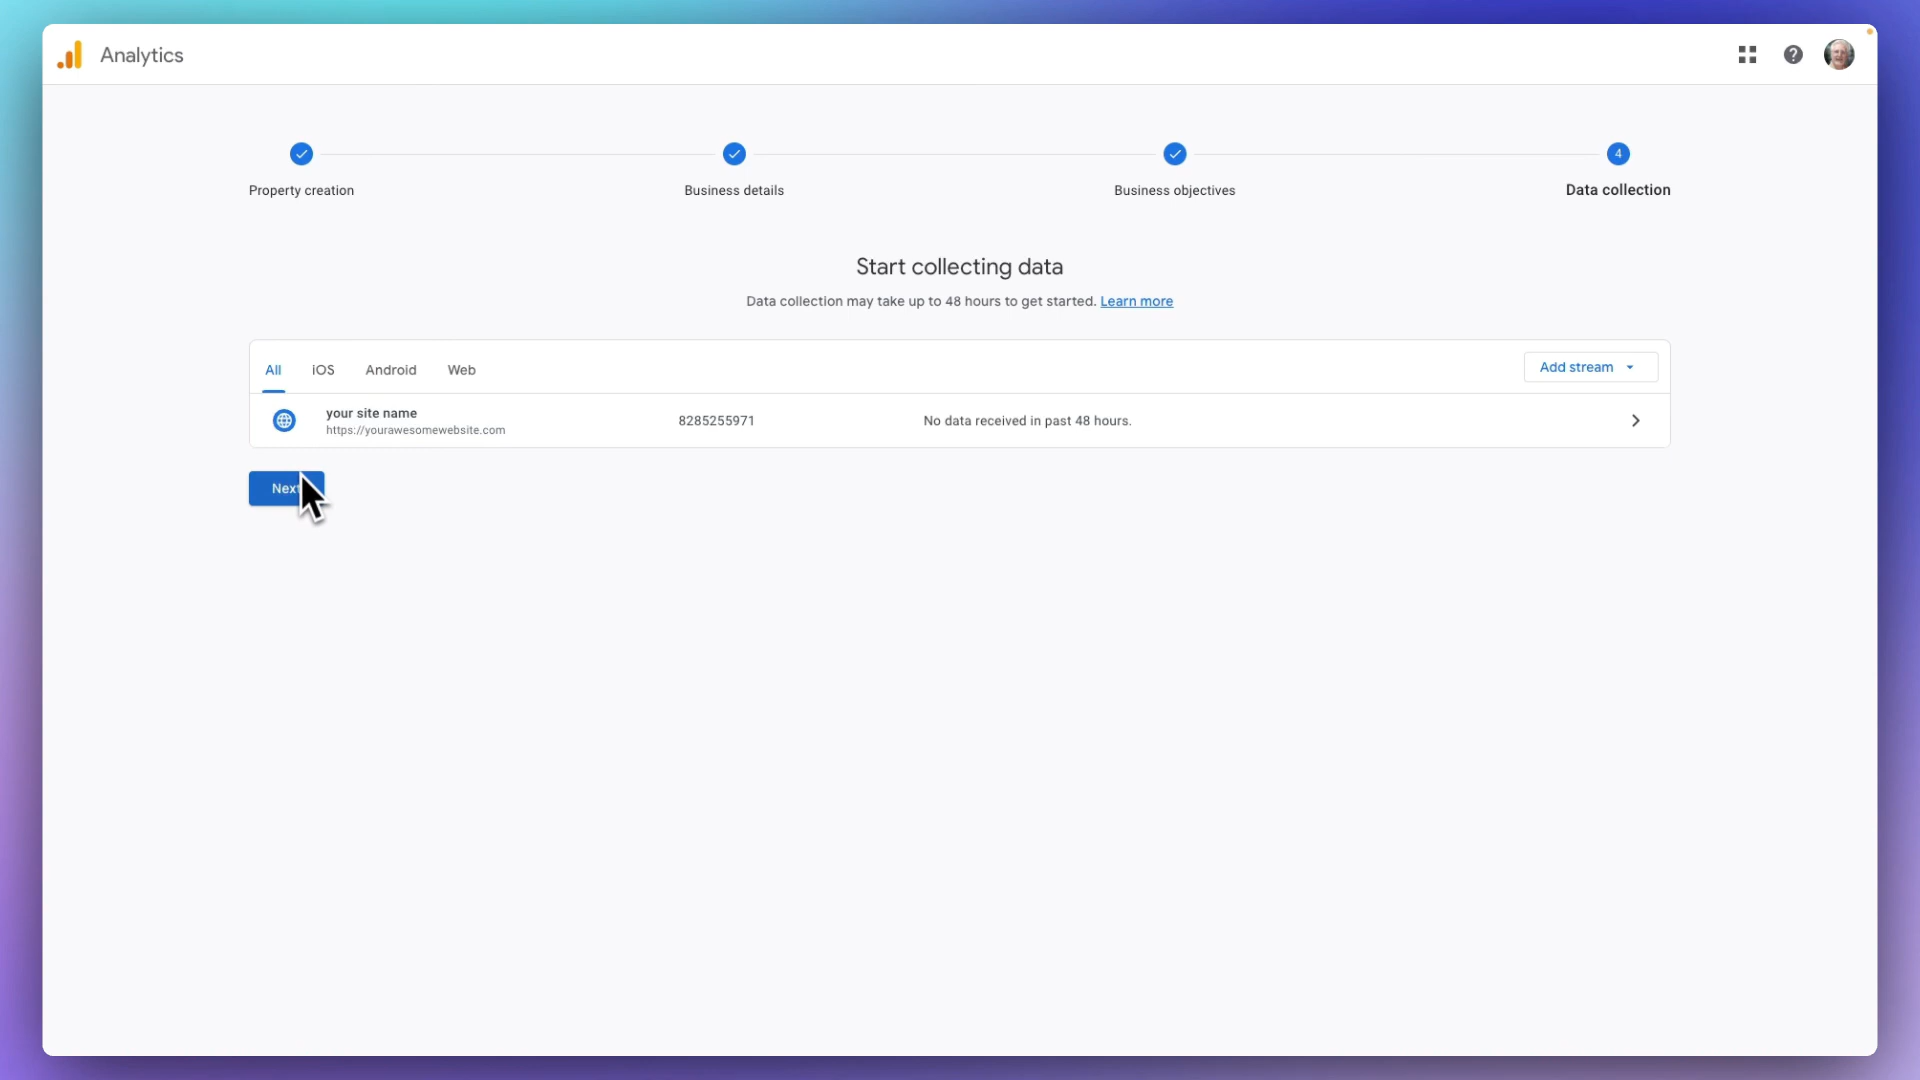 Analytics
4
Property creation
Business details
Business objectives
Data collection
Start collecting data
Data collection may take up to 48 hours to get started. Learn more
All iOS Android Web
Add stream
your site name
https://yourawesomewebsite.com
8285255971
No data received in past 48 hours.
Next